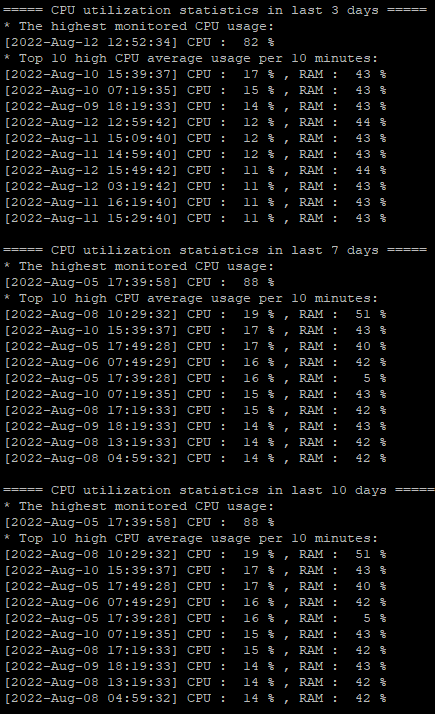 ===== CPU utilization statistics in last 3 days =====
* The highest monitored CPU usage:
[2022-Aug-12 12:52:34] CPU :  82 %
* Top 10 high CPU average usage per 10 minutes:
[2022-Aug-10 15:39:37] CPU :  17 % , RAM :  43 %
[2022-Aug-10 07:19:35] CPU :  15 % , RAM :  43 %
[2022-Aug-09 18:19:33] CPU :  14 % , RAM :  43 %
[2022-Aug-12 12:59:42] CPU :  12 % , RAM :  44 %
[2022-Aug-11 15:09:40] CPU :  12 % , RAM :  43 %
[2022-Aug-11 14:59:40] CPU :  12 % , RAM :  43 %
[2022-Aug-12 15:49:42] CPU :  11 % , RAM :  44 %
[2022-Aug-12 03:19:42] CPU :  11 % , RAM :  43 %
[2022-Aug-11 16:19:40] CPU :  11 % , RAM :  43 %
[2022-Aug-11 15:29:40] CPU :  11 % , RAM :  43 %
===== CPU utilization statistics in last 7 days =====
* The highest monitored CPU usage:
[2022-Aug-05 17:39:58] CPU :  88 %
* Top 10 high CPU average usage per 10 minutes:
[2022-Aug-08 10:29:32] CPU :  19 % , RAM :  51 %
[2022-Aug-10 15:39:37] CPU :  17 % , RAM :  43 %
[2022-Aug-05 17:49:28] CPU :  17 % , RAM :  40 %
[2022-Aug-06 07:49:29] CPU :  16 % , RAM :  42 %
[2022-Aug-05 17:39:28] CPU :  16 % , RAM :   5 %
[2022-Aug-10 07:19:35] CPU :  15 % , RAM :  43 %
[2022-Aug-08 17:19:33] CPU :  15 % , RAM :  42 %
[2022-Aug-09 18:19:33] CPU :  14 % , RAM :  43 %
[2022-Aug-08 13:19:33] CPU :  14 % , RAM :  42 %
[2022-Aug-08 04:59:32] CPU :  14 % , RAM :  42 %
===== CPU utilization statistics in last 10 days =====
* The highest monitored CPU usage:
[2022-Aug-05 17:39:58] CPU :  88 %
* Top 10 high CPU average usage per 10 minutes:
[2022-Aug-08 10:29:32] CPU :  19 % , RAM :  51 %
[2022-Aug-10 15:39:37] CPU :  17 % , RAM :  43 %
[2022-Aug-05 17:49:28] CPU :  17 % , RAM :  40 %
[2022-Aug-06 07:49:29] CPU :  16 % , RAM :  42 %
[2022-Aug-05 17:39:28] CPU :  16 % , RAM :   5 %
[2022-Aug-10 07:19:35] CPU :  15 % , RAM :  43 %
[2022-Aug-08 17:19:33] CPU :  15 % , RAM :  42 %
[2022-Aug-09 18:19:33] CPU :  14 % , RAM :  43 %
[2022-Aug-08 13:19:33] CPU :  14 % , RAM :  42 %
[2022-Aug-08 04:59:32] CPU :  14 % , RAM :  42 %